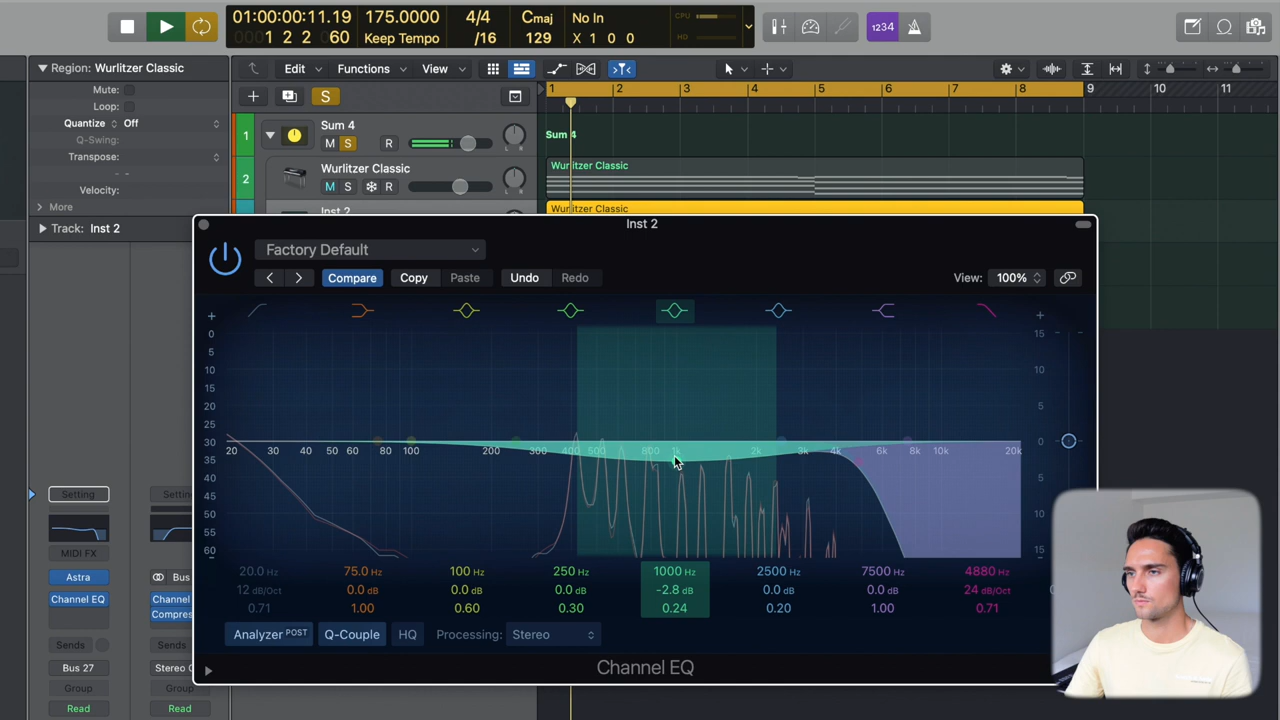 01:00:00:11.19 175.0000 4/4 Cmaj No In CPU
0001 2 2 060 Keep Tempo /16 129 X 1 0 0 HD
1234
Region: Wurlitzer Classic
Mute:
Loop:
Quantize Off
Q-Swing:
Transpose:
Velocity:
More
Track: Inst 2
Edit Functions View
S
1 2 3 4 5 6 7 8 9 10 11
1 Sum 4
M S R
L R
Sum 4
2 Wurlitzer Classic
M S R
L R
Wurlitzer Classic
Inst 2
Wurlitzer Classic
Inst 2
Factory Default
Compare Copy Paste Undo Redo View: 100%
+ +
0 5 10 15 20 25 30 35 40 45 50 55 60
20 30 40 50 60 80 100 200 300 400 500 800 1k 2k 3k 4k 6k 8k 10k 20k
15 10 5 0 5 10 15
20.0 Hz 75.0 Hz 100 Hz 250 Hz 1000 Hz 2500 Hz 7500 Hz 4880 Hz
12 dB/Oct 0.0 dB 0.0 dB 0.0 dB -2.8 dB 0.0 dB 0.0 dB 24 dB/Oct
0.71 1.00 0.60 0.30 0.24 0.20 1.00 0.71
Analyzer POST Q-Couple HQ Processing: Stereo
Channel EQ
Setting Setting
MIDI FX
Astra Bus
Channel EQ Channel
Compres
Sends Sends
Bus 27 Stereo
Group Group
Read Read